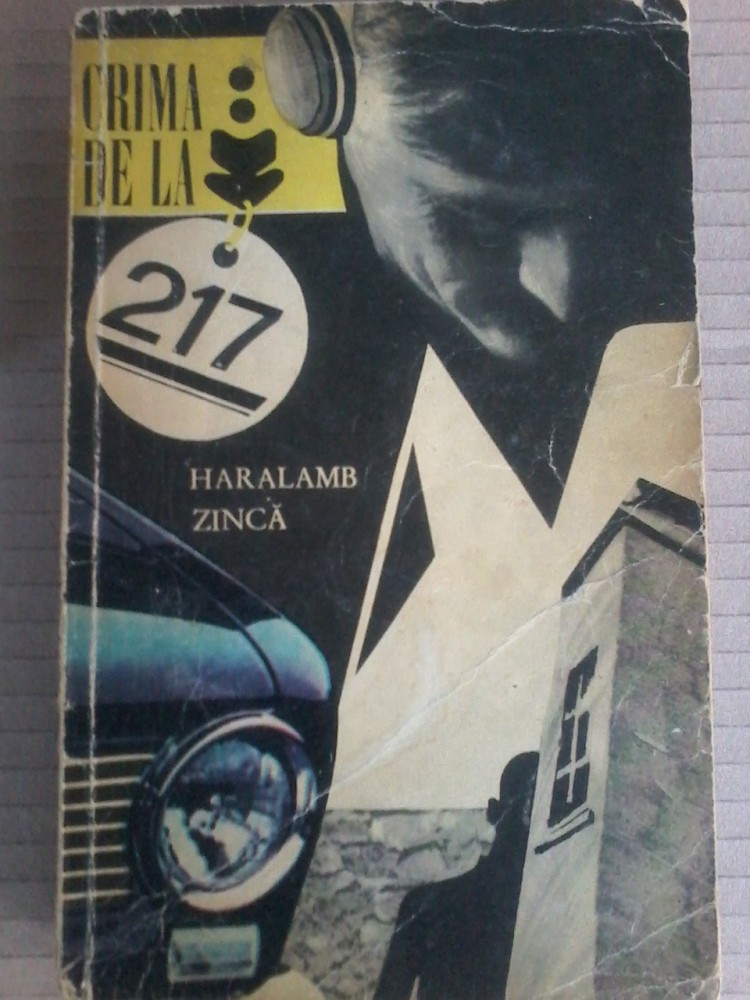 CRIMA
DE LA
217
HARALAMB
ZINCĂ